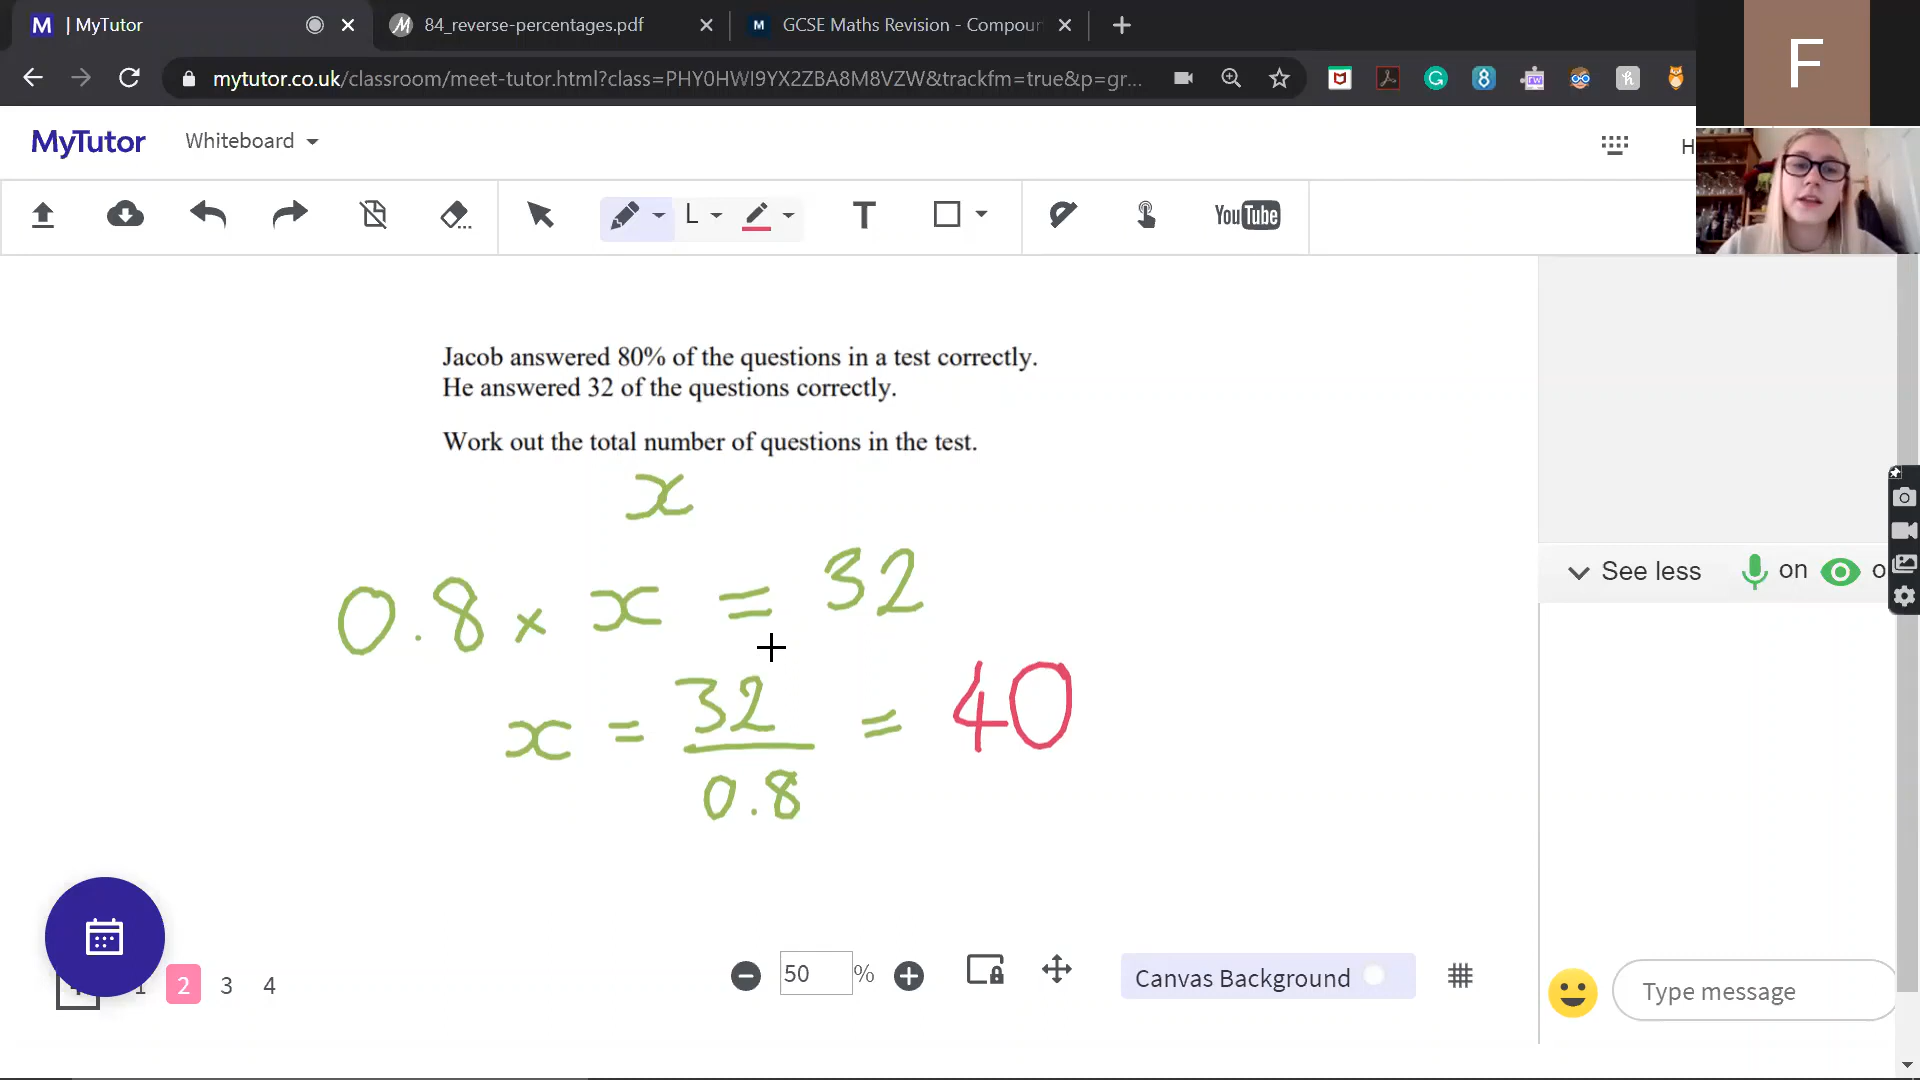 | MyTutor
84_reverse-percentages.pdf
GCSE Maths Revision - Compour
F
mytutor.co.uk/classroom/meet-tutor.html?class=PHY0HWI9YX2ZBA8M8VZW&trackfm=true&p=gr...
MyTutor
Whiteboard
H
L
T
YouTube
Jacob answered 80% of the questions in a test correctly.
He answered 32 of the questions correctly.
Work out the total number of questions in the test.
x
0.8 × x = 32
x = 32/0.8 = 40
See less
on
o
1
2
3
4
50
%
Canvas Background
Type message